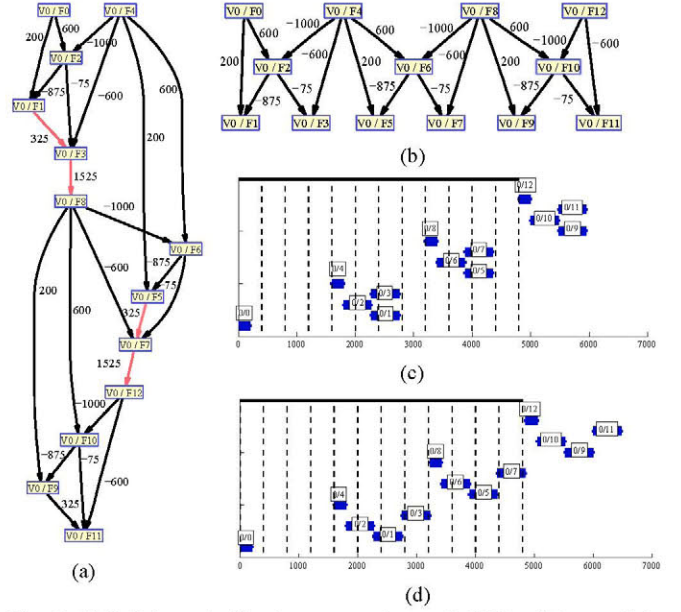 V0 / F0
V0 / F4
600
-1000
200
V0 / F2
-75
-875
600
V0 / F1
-600
325
200
V0 / F3
1525
-1000
V0 / F8
V0 / F6
-600
-875
-75
200
600
V0 / F5
325
V0 / F7
1525
V0 / F12
-1000
V0 / F10
-875
-75
-600
V0 / F9
325
V0 / F11
(a)
V0 / F0
V0 / F4
V0 / F8
V0 / F12
600
-1000
600
-1000
-600
-600
600
-600
200
V0 / F2
200
V0 / F6
200
V0 / F10
-875
-75
-875
-75
-875
-75
V0 / F1
V0 / F3
V0 / F5
V0 / F7
V0 / F9
V0 / F11
(b)
0/12
0/11
0/10
0/9
0/8
0/7
0/6
0/5
0/4
0/3
0/2
0/1
0/0
0
1000
2000
3000
4000
5000
6000
7000
(c)
0/12
0/11
0/10
0/9
0/8
0/7
0/6
0/5
0/4
0/3
0/2
0/1
0/0
0
1000
2000
3000
4000
5000
6000
7000
(d)